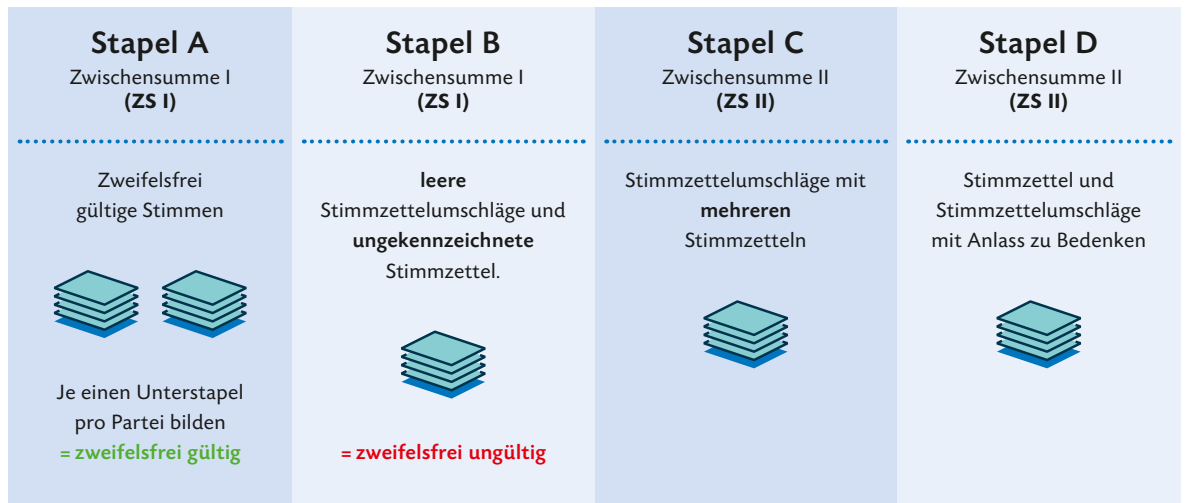 Stapel A
Zwischensumme I
(ZS I)
Zweifelsfrei
gültige Stimmen
Je einen Unterstapel
pro Partei bilden
= zweifelsfrei gültig
Stapel B
Zwischensumme I
(ZS I)
leere
Stimmzettelumschläge und
ungekennzeichnete
Stimmzettel.
= zweifelsfrei ungültig
Stapel C
Zwischensumme II
(ZS II)
Stimmzettelumschläge mit
mehreren
Stimmzetteln
Stapel D
Zwischensumme II
(ZS II)
Stimmzettel und
Stimmzettelumschläge
mit Anlass zu Bedenken